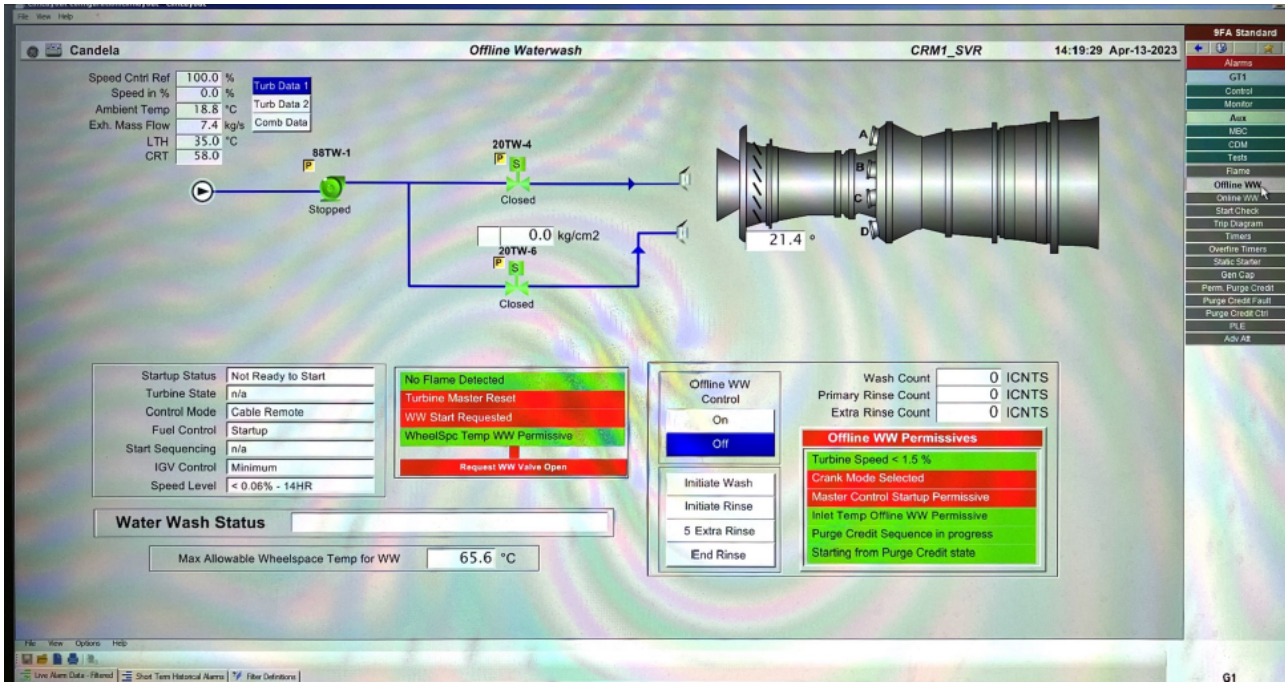 File View Help
Candela
Offline Waterwash
CRM1_SVR
14:19:29 Apr-13-2023
Speed Cntrl Ref 100.0 %
Speed in % 0.0 %
Ambient Temp 18.8 °C
Exh. Mass Flow 7.4 kg/s
LTH 35.0 °C
CRT 58.0
Turb Data 1
Turb Data 2
Comb Data
88TW-1
P
Stopped
20TW-4
P
S
Closed
0.0 kg/cm2
20TW-6
P
S
Closed
A
B
C
D
21.4 °
Startup Status Not Ready to Start
Turbine State n/a
Control Mode Cable Remote
Fuel Control Startup
Start Sequencing n/a
IGV Control Minimum
Speed Level < 0.06% - 14HR
No Flame Detected
Turbine Master Reset
WW Start Requested
WheelSpc Temp WW Permissive
Request WW Valve Open
Offline WW
Control
On
Off
Initiate Wash
Initiate Rinse
5 Extra Rinse
End Rinse
Wash Count 0 ICNTS
Primary Rinse Count 0 ICNTS
Extra Rinse Count 0 ICNTS
Offline WW Permissives
Turbine Speed < 1.5 %
Crank Mode Selected
Master Control Startup Permissive
Inlet Temp Offline WW Permissive
Purge Credit Sequence in progress
Starting from Purge Credit state
Water Wash Status
Max Allowable Wheelspace Temp for WW 65.6 °C
9FA Standard
Alarms
GT1
Control
Monitor
Aux
MBC
CDM
Tests
Flame
Offline WW
Online WW
Start Check
Trip Diagram
Timers
Overfire Timers
Static Starter
Gen Cap
Perm. Purge Credit
Purge Credit Fault
Purge Credit Ctrl
PLE
Adv Alt
File View Options Help
Live Alarm Data - Filtered
Short Term Historical Alarms
Filter Definitions
G1